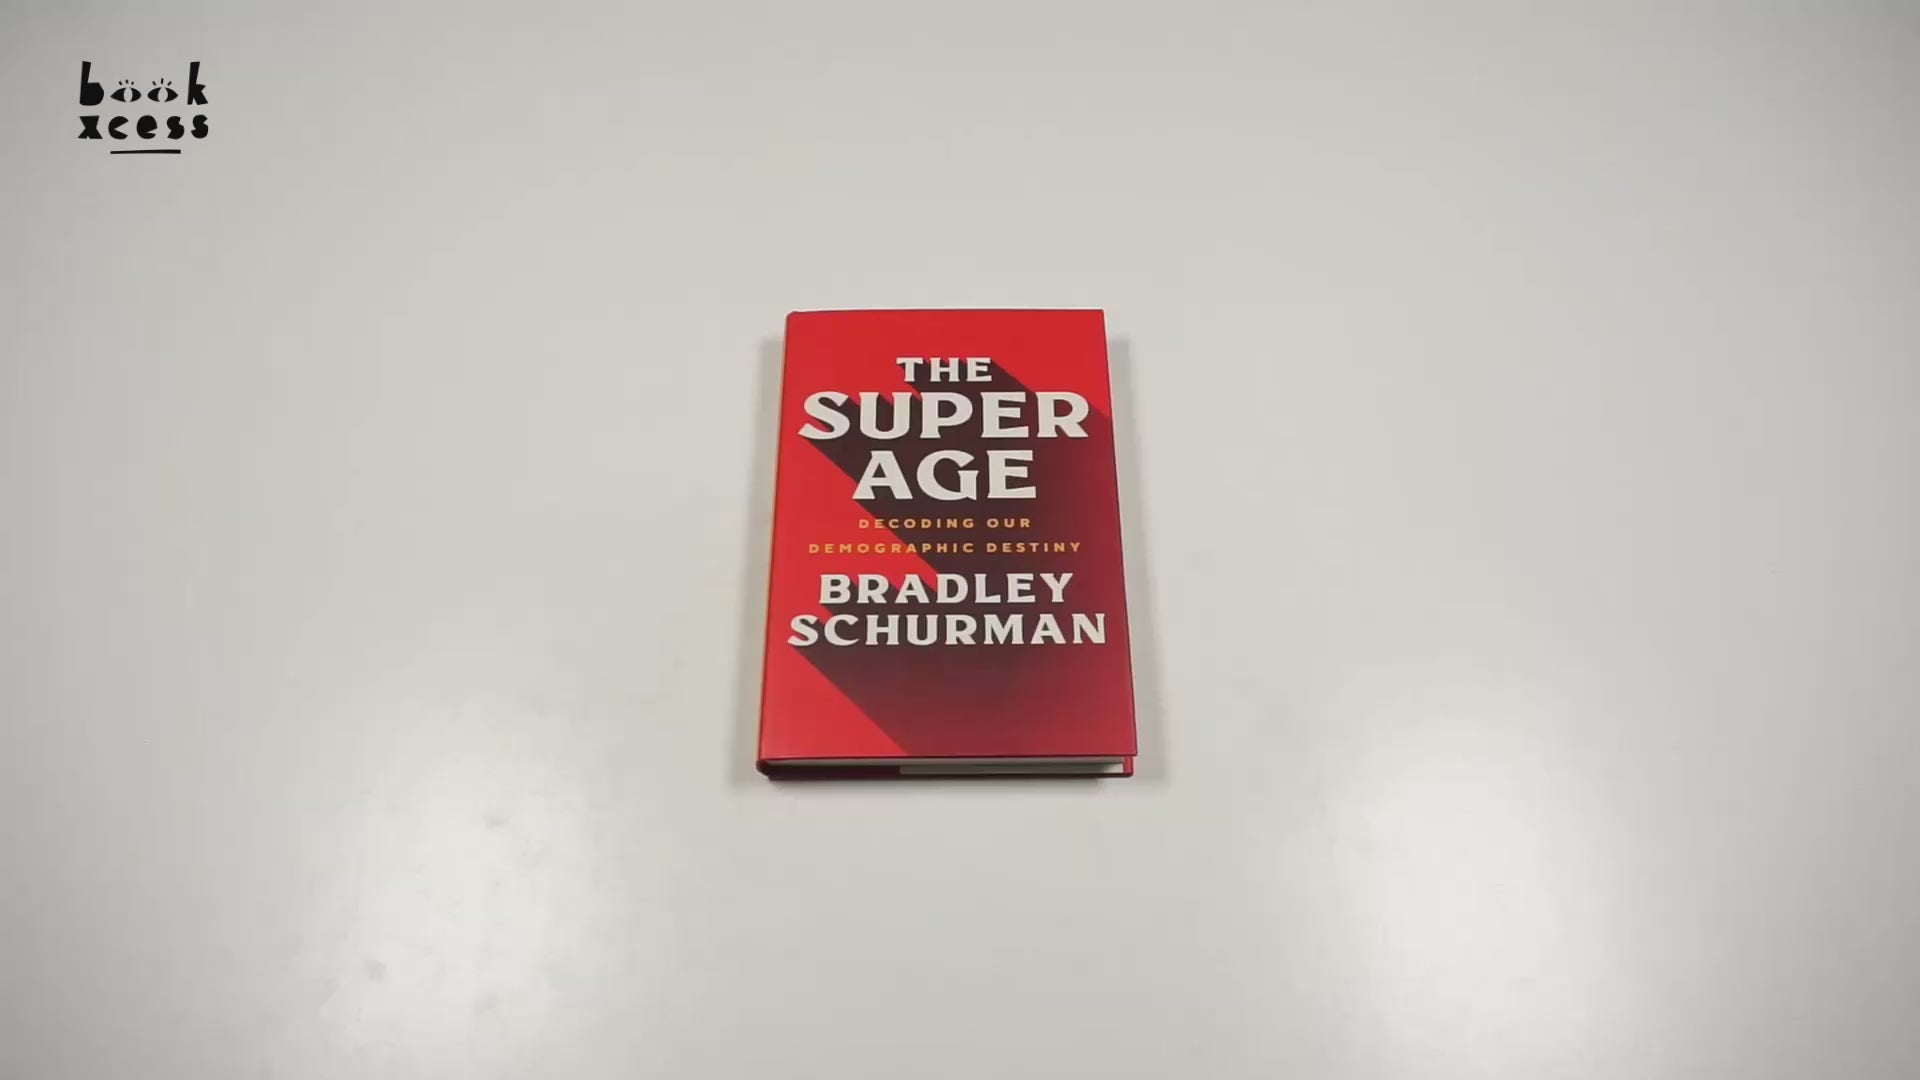 book
xcess
THE
SUPER
AGE
DECODING OUR
DEMOGRAPHIC DESTINY
BRADLEY
SCHURMAN